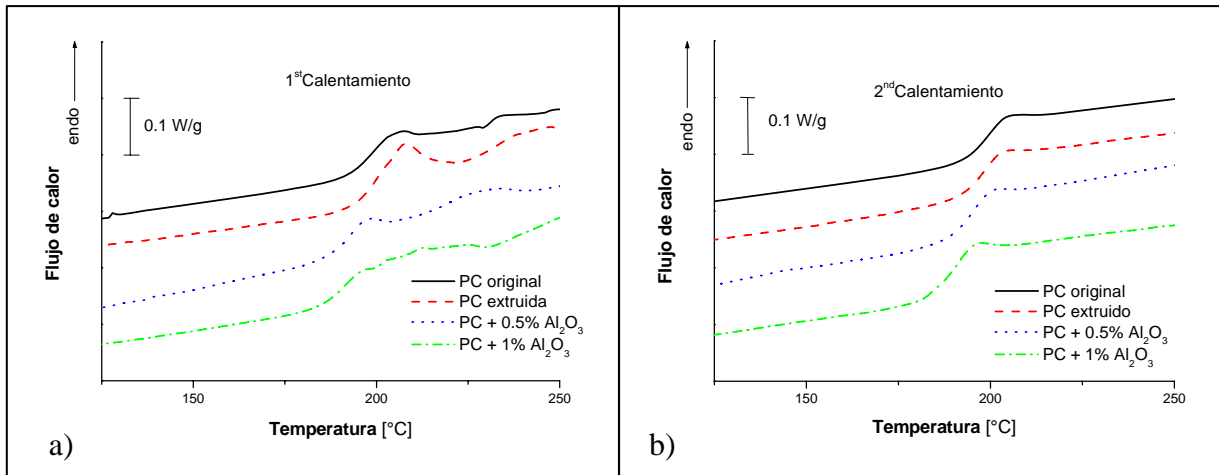 1stCalentamiento
endo
0.1 W/g
Flujo de calor
PC original
PC extruida
PC + 0.5% Al2O3
PC + 1% Al2O3
150
200
250
Temperatura [°C]
a)
2ndCalentamiento
endo
0.1 W/g
Flujo de calor
PC original
PC extruido
PC + 0.5% Al2O3
PC + 1% Al2O3
150
200
250
Temperatura [°C]
b)